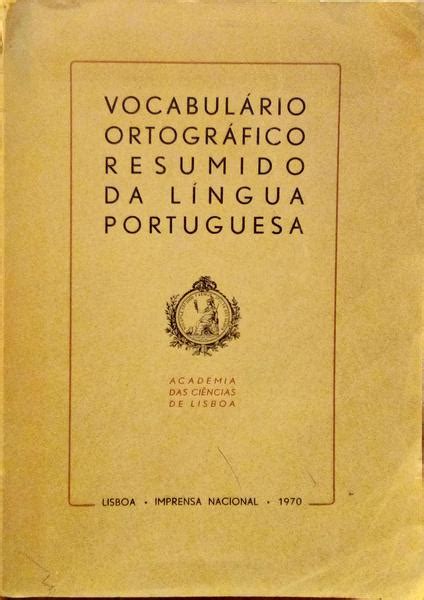 VOCABULÁRIO
ORTOGRÁFICO
RESUMIDO
DA LÍNGUA
PORTUGUESA
ACADEMIA
DAS CIÊNCIAS
DE LISBOA
LISBOA • IMPRENSA NACIONAL • 1970